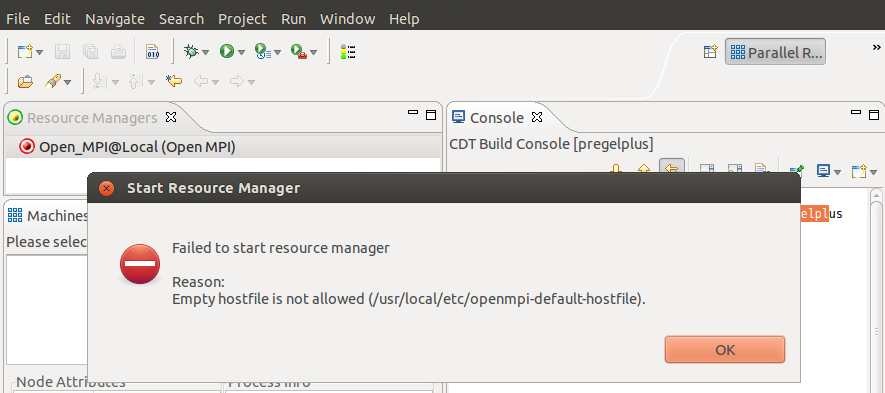 File Edit Navigate Search Project Run Window Help
Parallel R...
Resource Managers
Console
Open_MPI@Local (Open MPI)
CDT Build Console [pregelplus]
Start Resource Manager
Machines
elplus
Please selec
Failed to start resource manager
Reason:
Empty hostfile is not allowed (/usr/local/etc/openmpi-default-hostfile).
OK
Node Attributes
Process Info